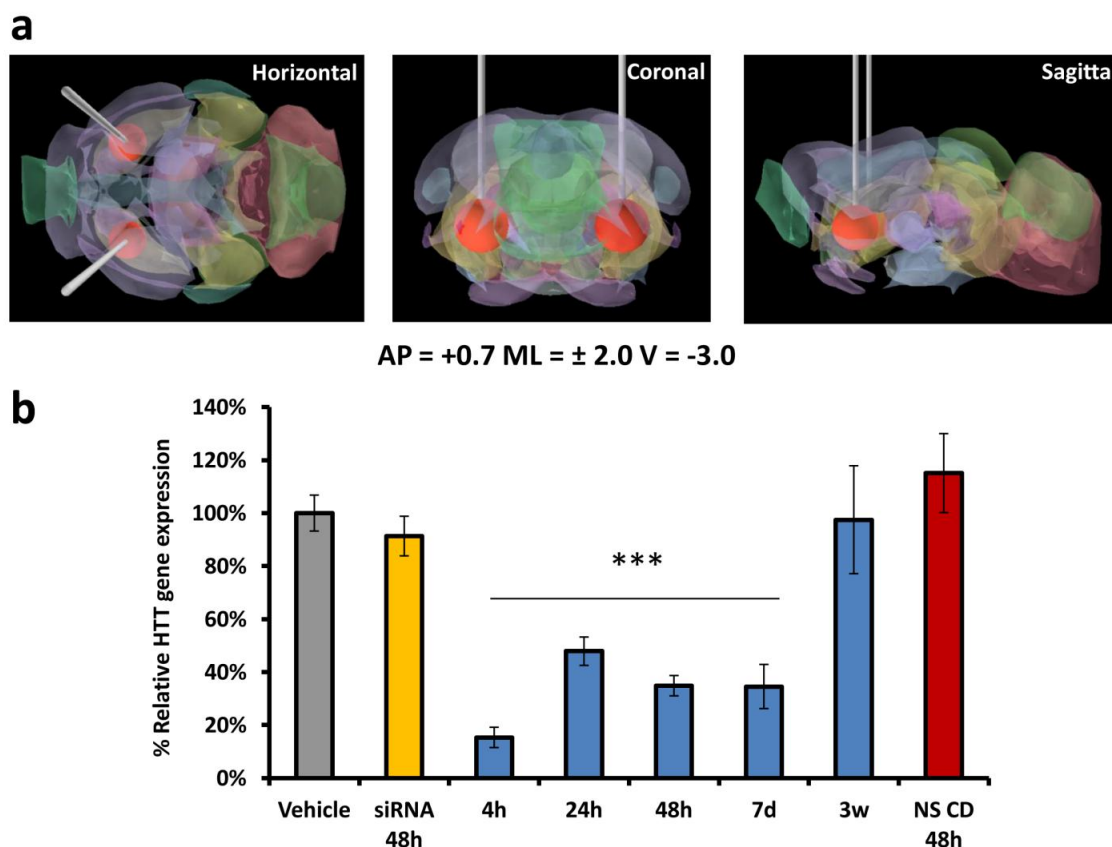 a
Horizontal
Coronal
Sagitta
AP = +0.7 ML = ± 2.0 V = -3.0
b
% Relative HTT gene expression
140%
120%
100%
80%
60%
40%
20%
0%
***
Vehicle siRNA 4h 24h 48h 7d 3w NS CD
48h 48h